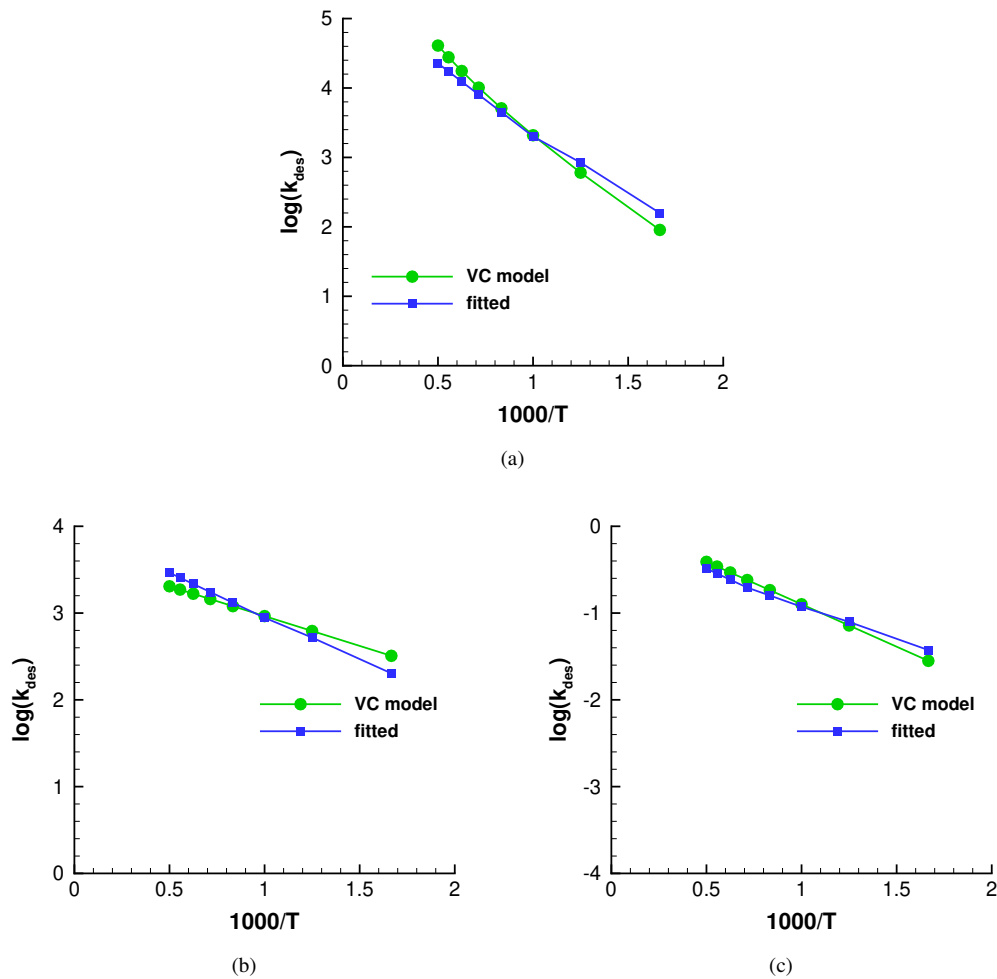 5
4
3
2
1
0
log(k_des)
VC model
fitted
0 0.5 1 1.5 2
1000/T
(a)
4
3
2
1
0
log(k_des)
VC model
fitted
0 0.5 1 1.5 2
1000/T
(b)
-0
-1
-2
-3
-4
log(k_des)
VC model
fitted
0 0.5 1 1.5 2
1000/T
(c)